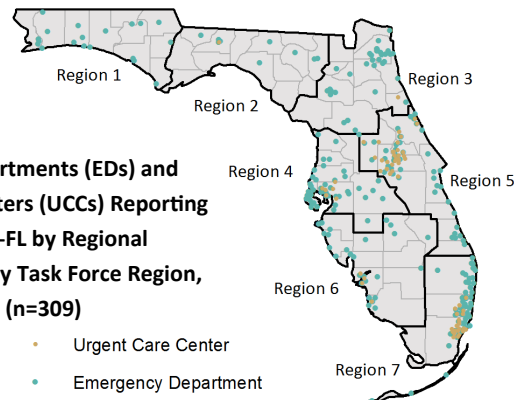 Region 1
Region 2
Region 3
Region 4
Region 5
Region 6
Region 7
rtments (EDs) and
ters (UCCs) Reporting
-FL by Regional
y Task Force Region,
(n=309)
Urgent Care Center
Emergency Department